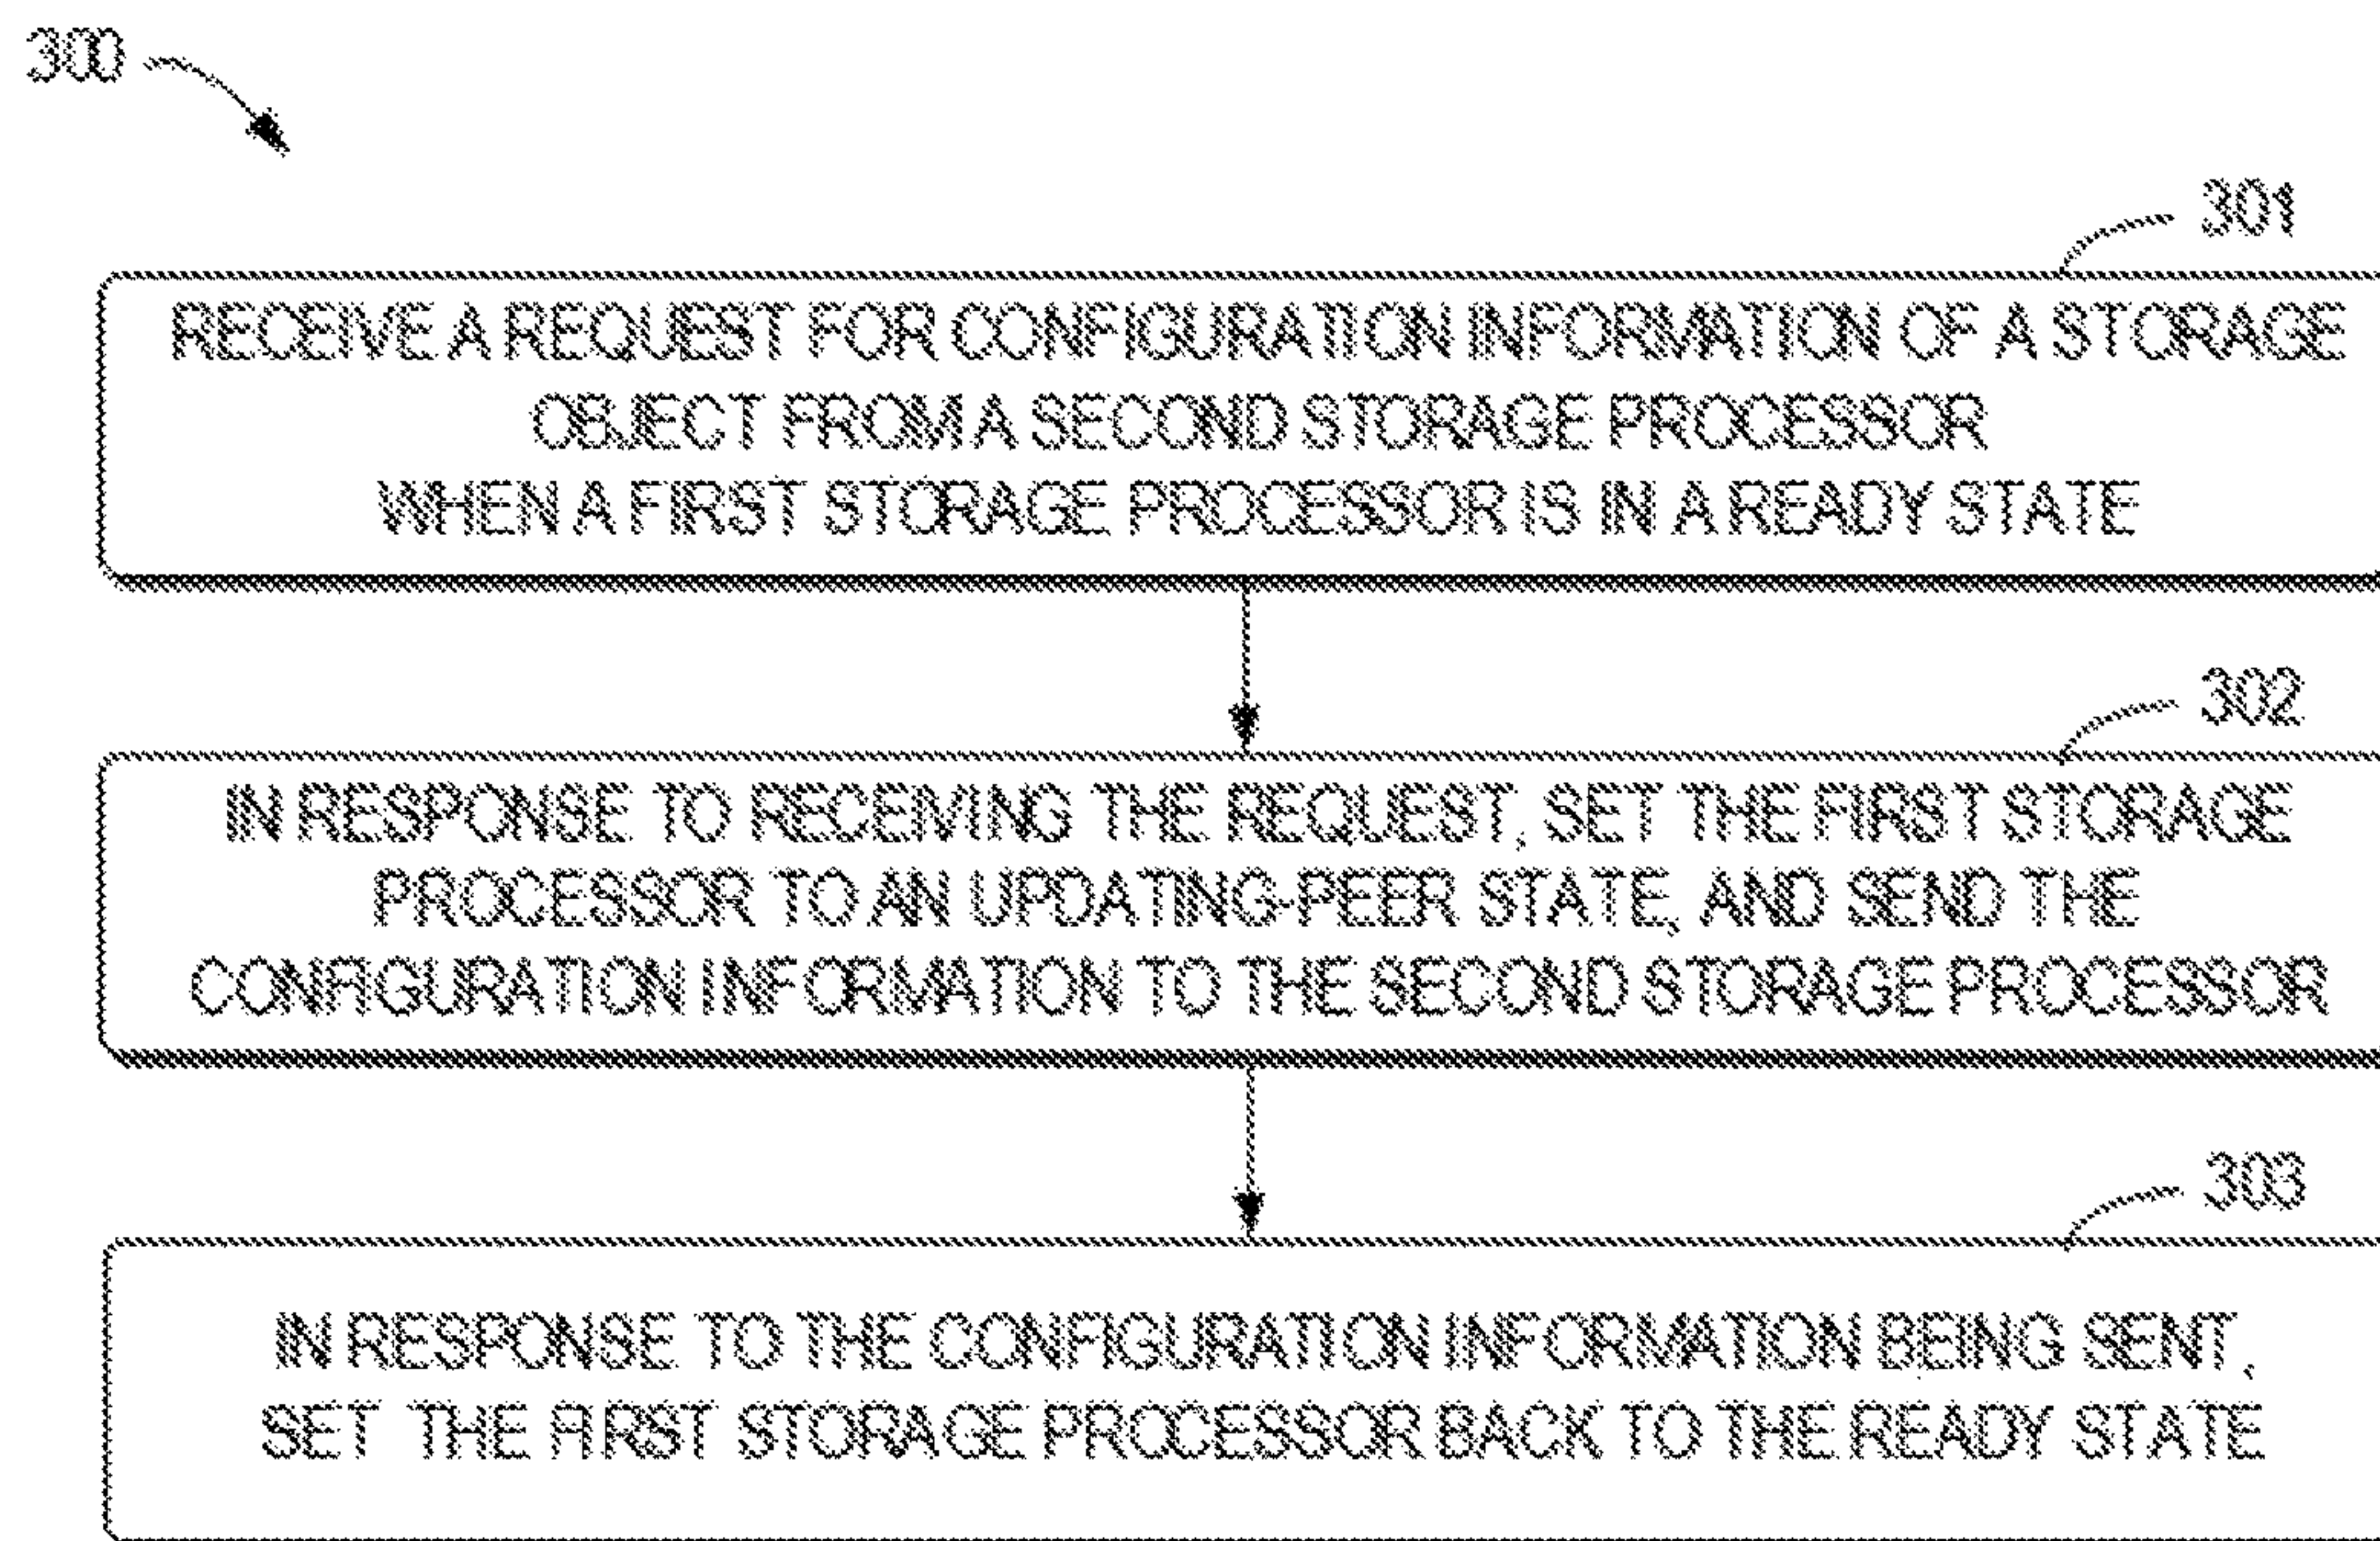 300
301
RECEIVE A REQUEST FOR CONFIGURATION INFORMATION OF A STORAGE
OBJECT FROM A SECOND STORAGE PROCESSOR
WHEN A FIRST STORAGE PROCESSOR IS IN A READY STATE
302
IN RESPONSE TO RECEIVING THE REQUEST, SET THE FIRST STORAGE
PROCESSOR TO AN UPDATING-PEER STATE, AND SEND THE
CONFIGURATION INFORMATION TO THE SECOND STORAGE PROCESSOR
303
IN RESPONSE TO THE CONFIGURATION INFORMATION BEING SENT,
SET THE FIRST STORAGE PROCESSOR BACK TO THE READY STATE